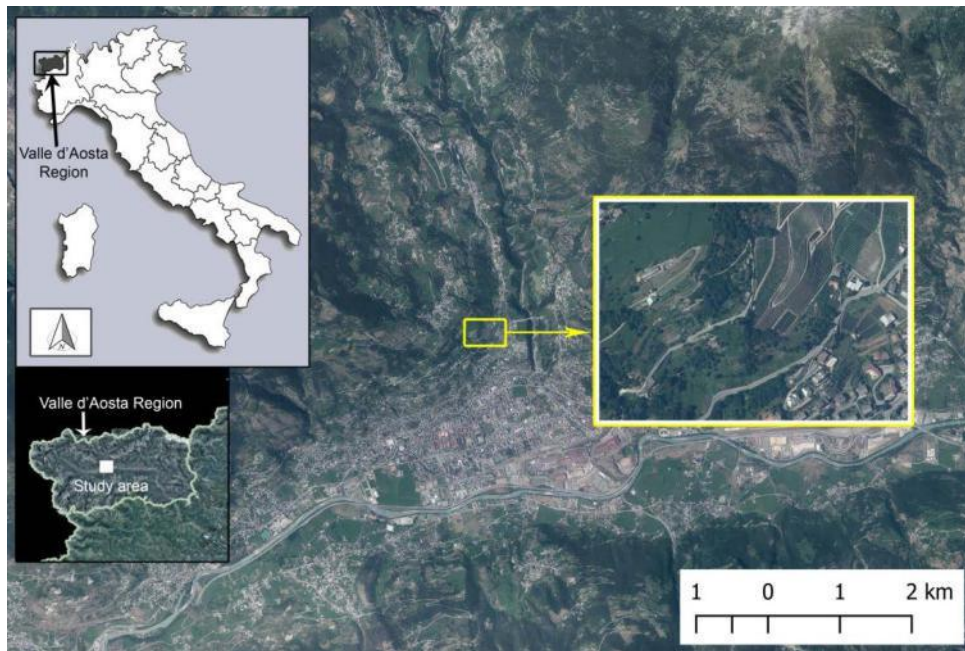 Valle d'Aosta
Region
N
Valle d'Aosta Region
Study area
1 0 1 2 km